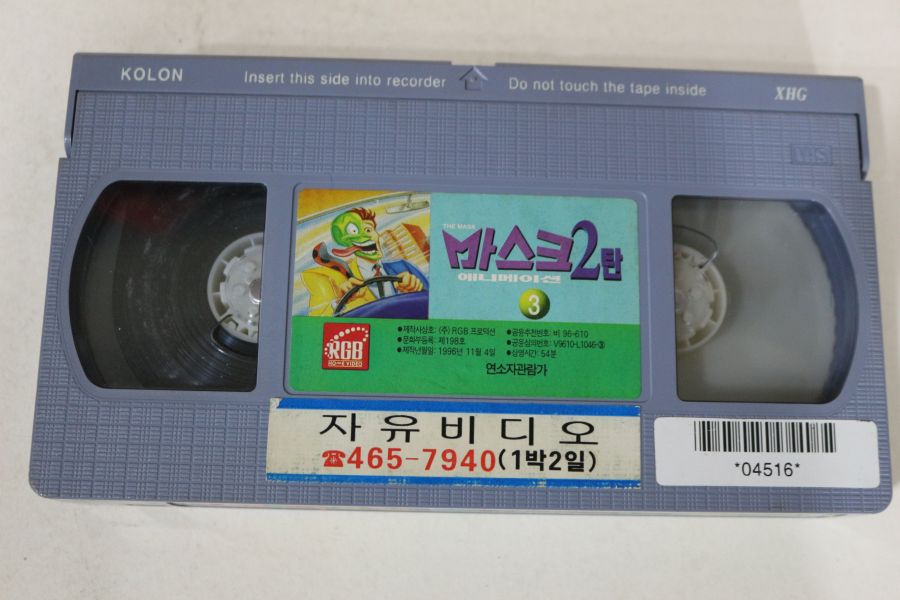 KOLON Insert this side into recorder Do not touch the tape inside XHG
VHS
THE MASK
마스크2탄
애니메이션
3
RGB
HOME VIDEO
●제작사상호: (주) RGB 프로덕션
●문화부등록: 제198호
●제작년월일: 1996년 11월 4일
●공윤추천번호: 비 96-610
●공윤심의번호: V9610-L1046-③
●상영시간: 54분
연소자관람가
자유비디오
☎465-7940(1박2일)
*04516*